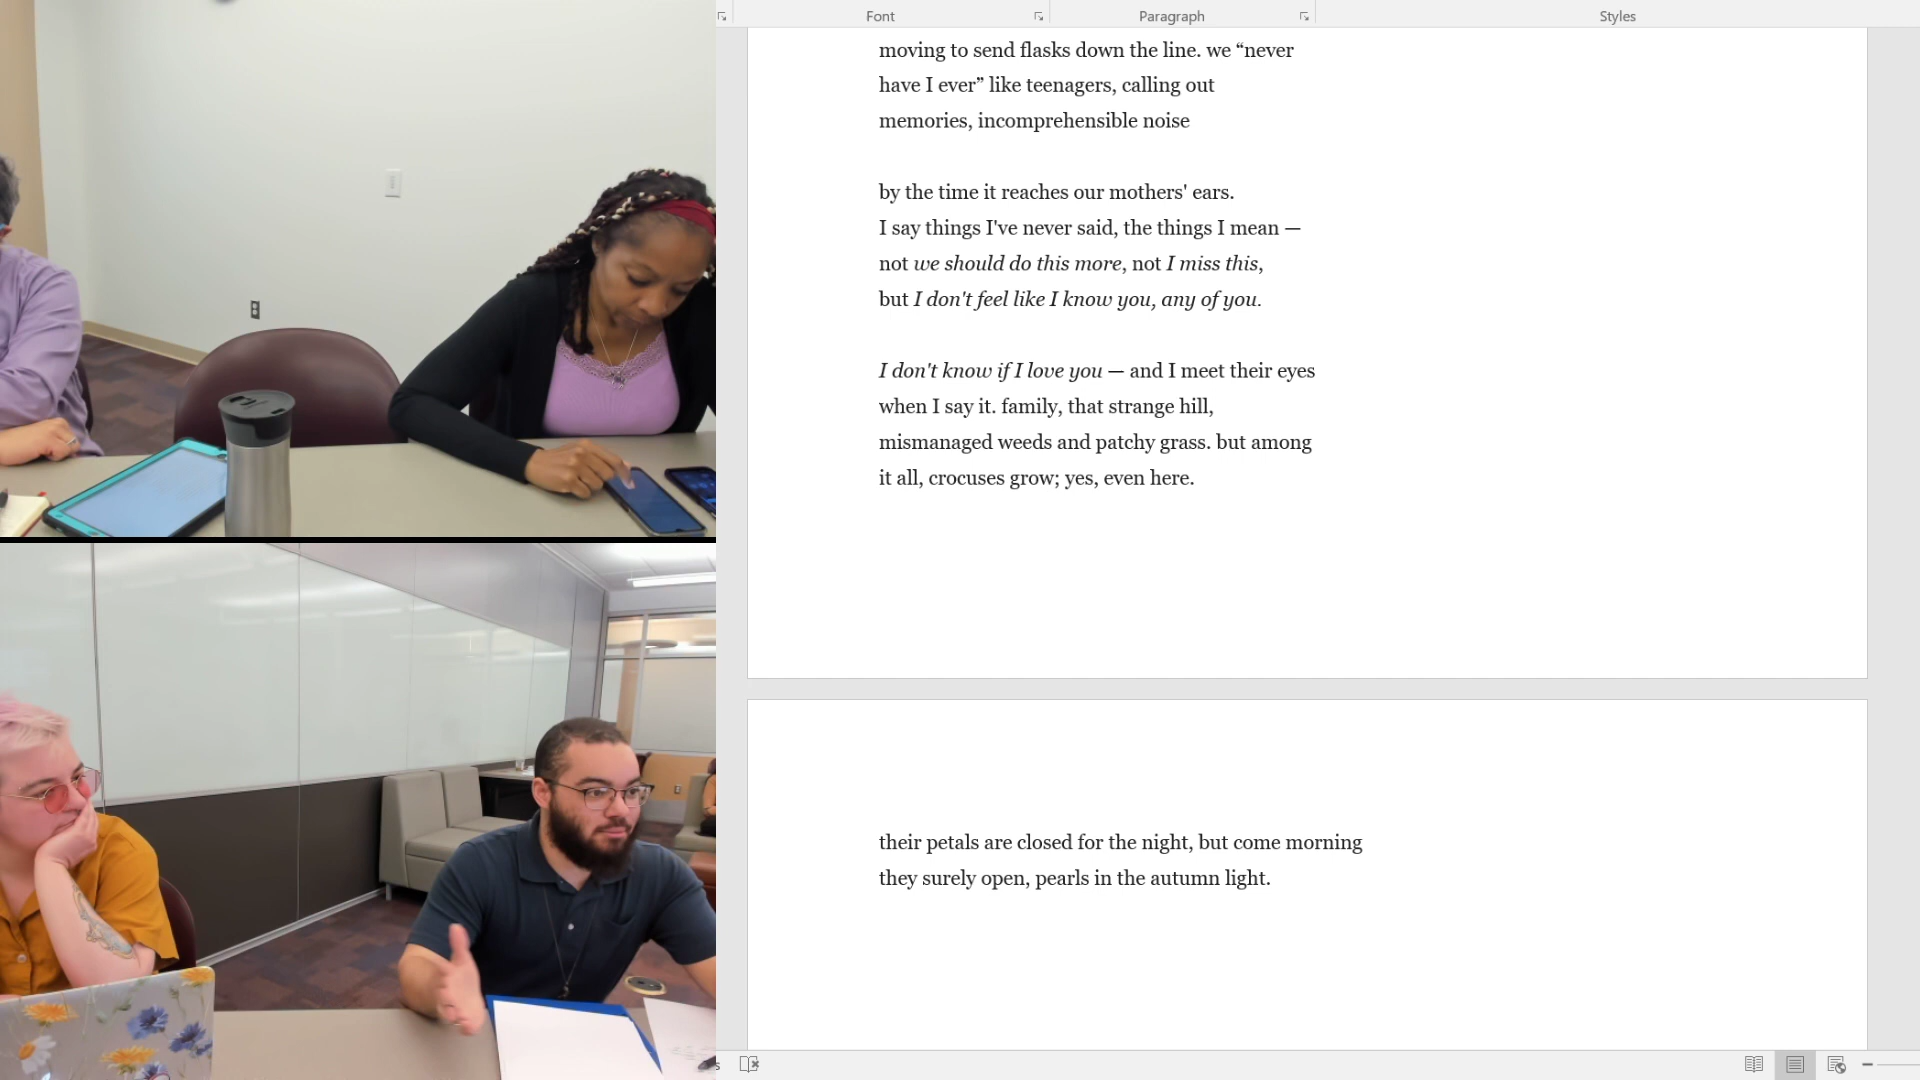 Font Paragraph Styles
moving to send flasks down the line. we “never
have I ever” like teenagers, calling out
memories, incomprehensible noise
by the time it reaches our mothers' ears.
I say things I've never said, the things I mean —
not we should do this more, not I miss this,
but I don't feel like I know you, any of you.
I don't know if I love you — and I meet their eyes
when I say it. family, that strange hill,
mismanaged weeds and patchy grass. but among
it all, crocuses grow; yes, even here.
their petals are closed for the night, but come morning
they surely open, pearls in the autumn light.